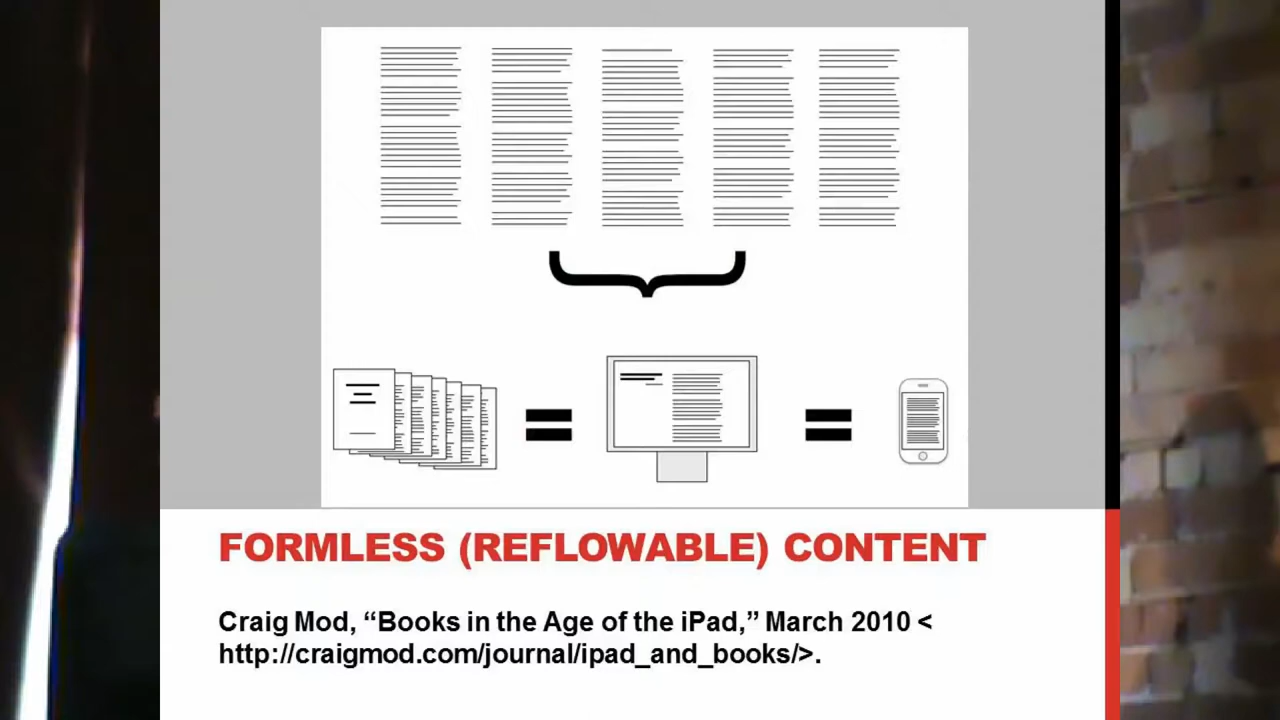 FORMLESS (REFLOWABLE) CONTENT
Craig Mod, “Books in the Age of the iPad,” March 2010 <
http://craigmod.com/journal/ipad_and_books/>.